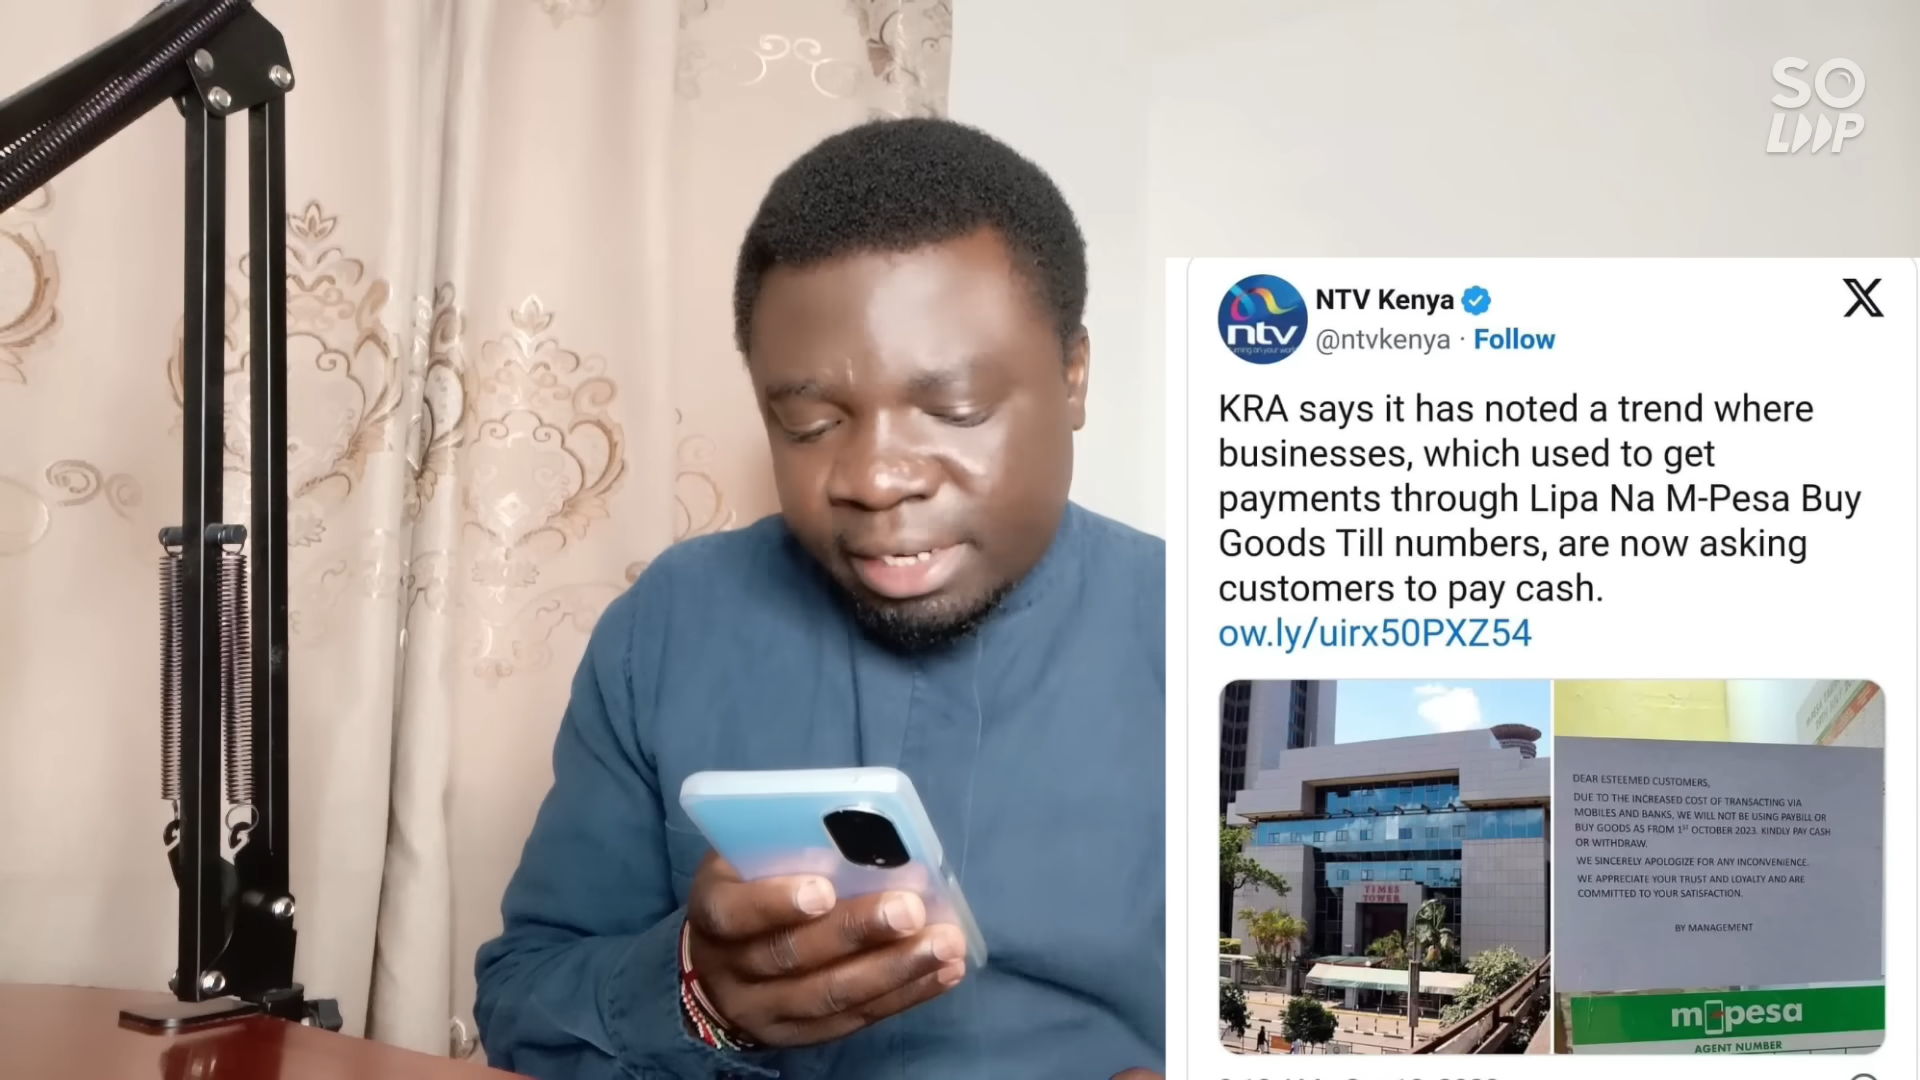 SO
LOOP
NTV Kenya
@ntvkenya · Follow
ntv
KRA says it has noted a trend where
businesses, which used to get
payments through Lipa Na M-Pesa Buy
Goods Till numbers, are now asking
customers to pay cash.
ow.ly/uirx50PXZ54
TIMES
TOWER
DEAR ESTEEMED CUSTOMERS,
DUE TO THE INCREASED COST OF TRANSACTING VIA
MOBILES AND BANKS, WE WILL NOT BE USING PAYBILL OR
BUY GOODS AS FROM 1ST OCTOBER 2023. KINDLY PAY CASH
OR WITHDRAW.
WE SINCERELY APOLOGIZE FOR ANY INCONVENIENCE.
WE APPRECIATE YOUR TRUST AND LOYALTY AND ARE
COMMITTED TO YOUR SATISFACTION.
BY MANAGEMENT
m-pesa
AGENT NUMBER